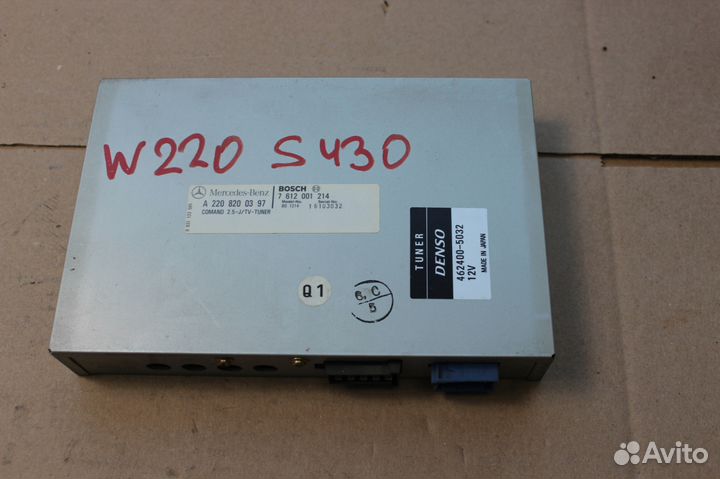 W220 S430
Mercedes-Benz
A 220 820 03 97
COMAND 2.5-J/TV-TUNER
BOSCH
7 612 001 214
16103032
TUNER
DENSO
462400-5032
12V
MADE IN JAPAN
Q1
Avito